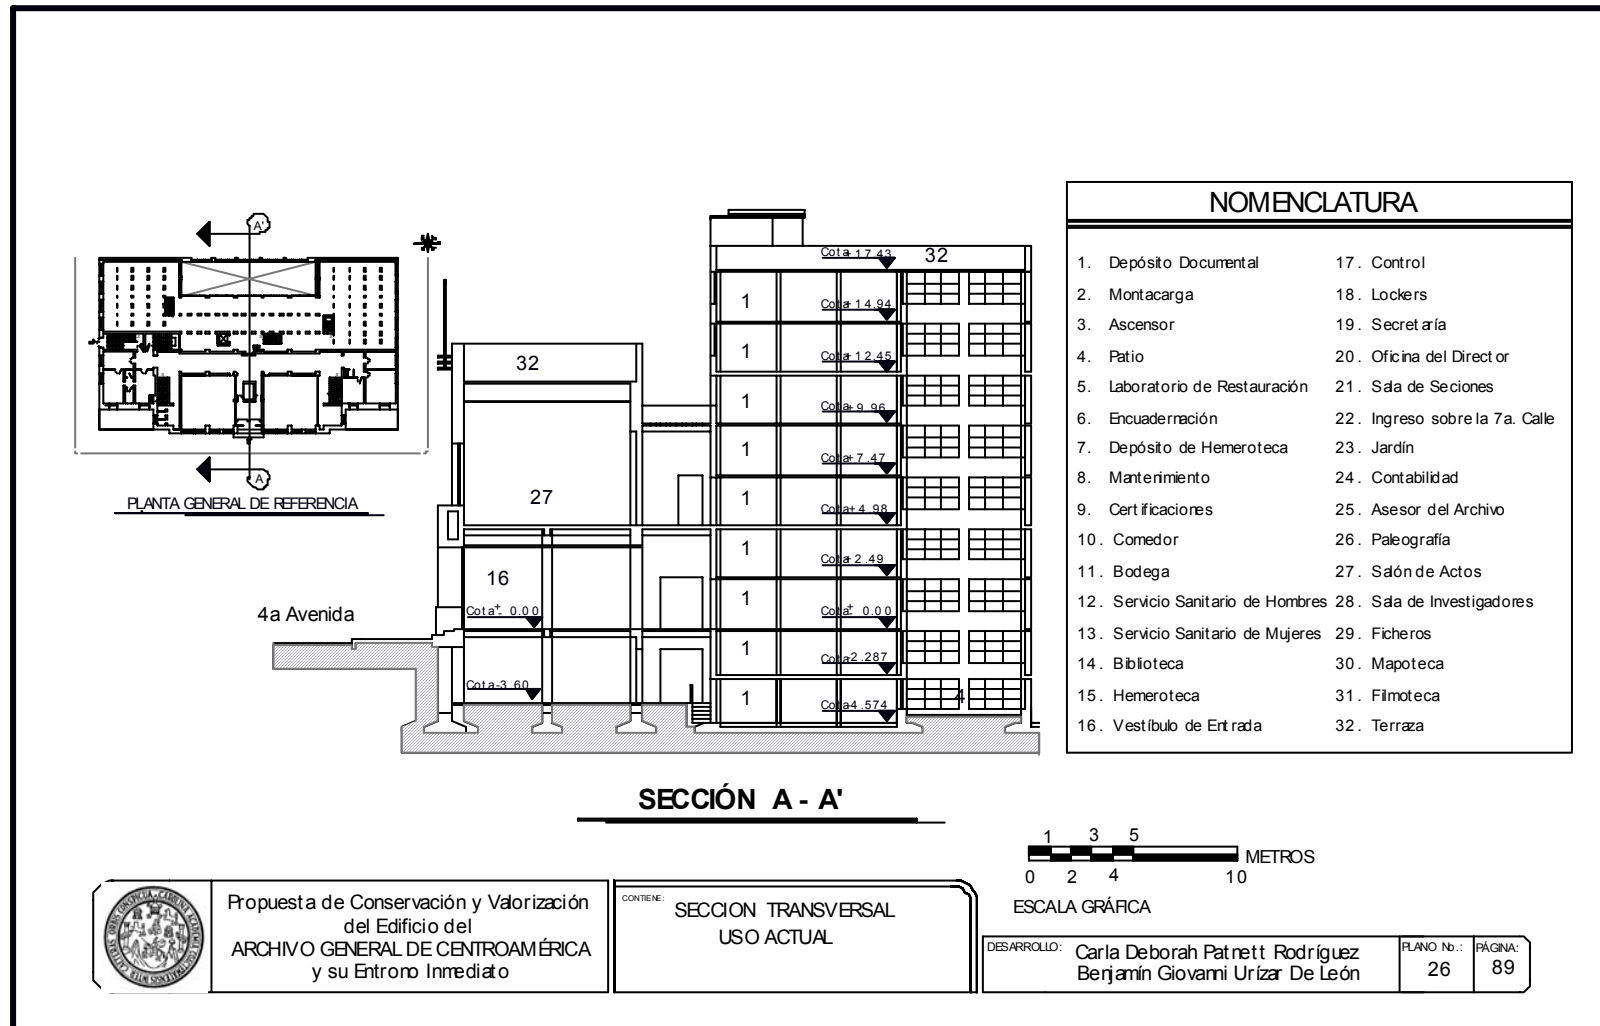 A'
A
PLANTA GENERAL DE REFERENCIA
4a Avenida
32
27
16
Cota+- 0.00
Cota-3.60
32
Cota+17.43
1
Cota+14.94
1
Cota+12.45
1
Cota+9.96
1
Cota+7.47
1
Cota+4.98
1
Cota+2.49
1
Cota+- 0.00
1
Cota-2.287
1
Cota-4.574
4
NOMENCLATURA
1. Depósito Documental
2. Montacarga
3. Ascensor
4. Patio
5. Laboratorio de Restauración
6. Encuadernación
7. Depósito de Hemeroteca
8. Mantenimiento
9. Certificaciones
10. Comedor
11. Bodega
12. Servicio Sanitario de Hombres
13. Servicio Sanitario de Mujeres
14. Biblioteca
15. Hemeroteca
16. Vestíbulo de Entrada
17. Control
18. Lockers
19. Secretaría
20. Oficina del Director
21. Sala de Seciones
22. Ingreso sobre la 7a. Calle
23. Jardín
24. Contabilidad
25. Asesor del Archivo
26. Paleografía
27. Salón de Actos
28. Sala de Investigadores
29. Ficheros
30. Mapoteca
31. Filmoteca
32. Terraza
SECCIÓN A - A'
1 3 5
METROS
0 2 4 10
ESCALA GRÁFICA
Propuesta de Conservación y Valorización
del Edificio del
ARCHIVO GENERAL DE CENTROAMÉRICA
y su Entrono Inmediato
CONTIENE:
SECCION TRANSVERSAL
USO ACTUAL
DESARROLLO:
Carla Deborah Patnett Rodríguez
Benjamín Giovanni Urízar De León
PLANO No.:
26
PÁGINA:
89